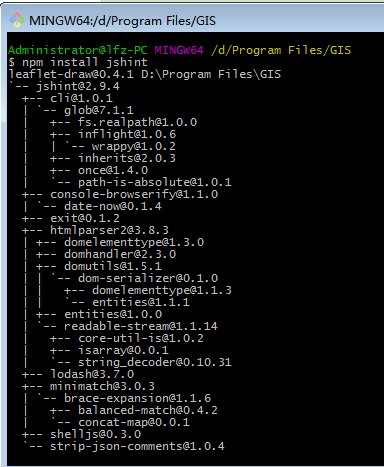 MINGW64:/d/Program Files/GIS
Administrator@lfz-PC MINGW64 /d/Program Files/GIS
$ npm install jshint
leaflet-draw@0.4.1 D:\Program Files\GIS
`-- jshint@2.9.4
  +-- cli@1.0.1
  | `-- glob@7.1.1
  |   +-- fs.realpath@1.0.0
  |   +-- inflight@1.0.6
  |   | `-- wrappy@1.0.2
  |   +-- inherits@2.0.3
  |   +-- once@1.4.0
  |   `-- path-is-absolute@1.0.1
  +-- console-browserify@1.1.0
  | `-- date-now@0.1.4
  +-- exit@0.1.2
  +-- htmlparser2@3.8.3
  | +-- domelementtype@1.3.0
  | +-- domhandler@2.3.0
  | +-- domutils@1.5.1
  | | `-- dom-serializer@0.1.0
  | |   +-- domelementtype@1.1.3
  | |   `-- entities@1.1.1
  | +-- entities@1.0.0
  | `-- readable-stream@1.1.14
  |   +-- core-util-is@1.0.2
  |   +-- isarray@0.0.1
  |   `-- string_decoder@0.10.31
  +-- lodash@3.7.0
  +-- minimatch@3.0.3
  | `-- brace-expansion@1.1.6
  |   +-- balanced-match@0.4.2
  |   `-- concat-map@0.0.1
  +-- shelljs@0.3.0
  `-- strip-json-comments@1.0.4